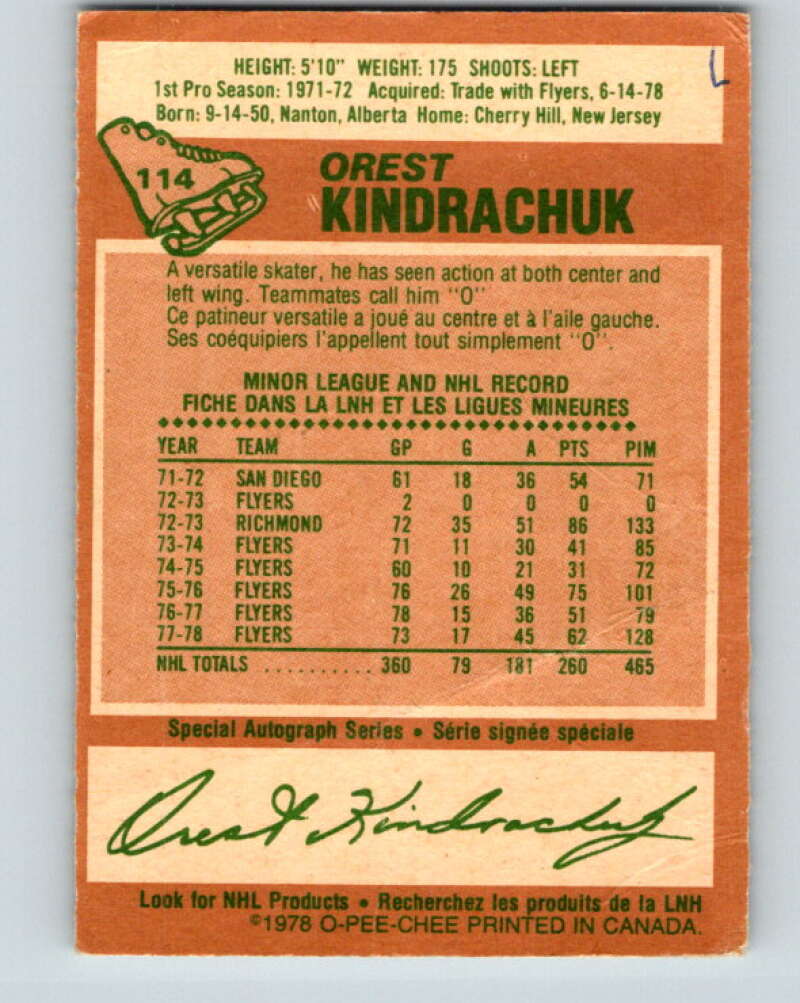 HEIGHT: 5'10" WEIGHT: 175 SHOOTS: LEFT
1st Pro Season: 1971-72 Acquired: Trade with Flyers, 6-14-78
Born: 9-14-50, Nanton, Alberta Home: Cherry Hill, New Jersey
114
OREST
KINDRACHUK
A versatile skater, he has seen action at both center and
left wing. Teammates call him "O"
Ce patineur versatile a joué au centre et à l'aile gauche.
Ses coéquipiers l'appellent tout simplement "O".
MINOR LEAGUE AND NHL RECORD
FICHE DANS LA LNH ET LES LIGUES MINEURES
YEAR TEAM GP G A PTS PIM
71-72 SAN DIEGO 61 18 36 54 71
72-73 FLYERS 2 0 0 0 0
72-73 RICHMOND 72 35 51 86 133
73-74 FLYERS 71 11 30 41 85
74-75 FLYERS 60 10 21 31 72
75-76 FLYERS 76 26 49 75 101
76-77 FLYERS 78 15 36 51 79
77-78 FLYERS 73 17 45 62 128
NHL TOTALS .......... 360 79 181 260 465
Special Autograph Series • Série signée spéciale
Orest Kindrachuk
Look for NHL Products • Recherchez les produits de la LNH
©1978 O-PEE-CHEE PRINTED IN CANADA.